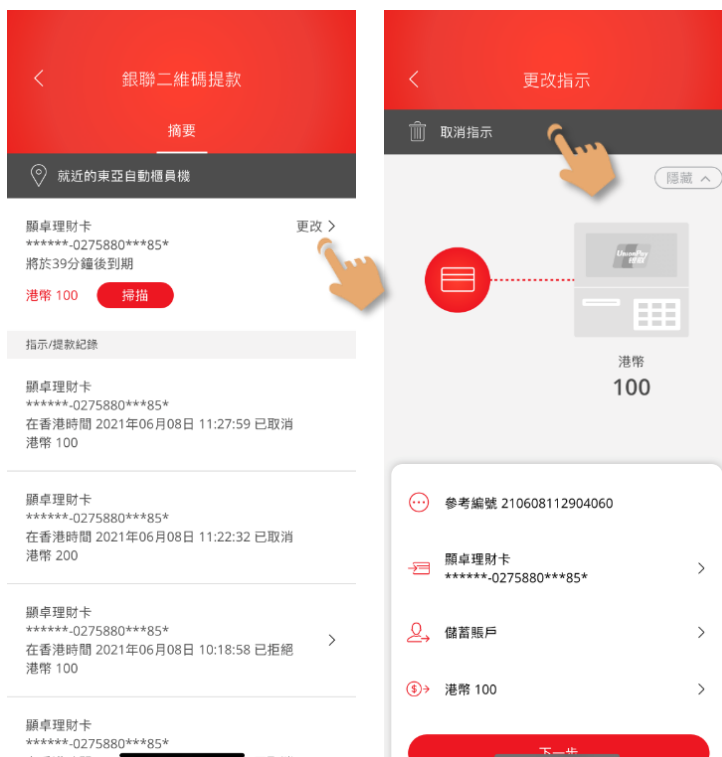 銀聯二維碼提款
摘要
就近的東亞自動櫃員機
顯卓理財卡
更改
******-0275880***85*
將於39分鐘後到期
港幣 100
掃描
指示/提款紀錄
顯卓理財卡
******-0275880***85*
在香港時間 2021年06月08日 11:27:59 已取消
港幣 100
顯卓理財卡
******-0275880***85*
在香港時間 2021年06月08日 11:22:32 已取消
港幣 200
顯卓理財卡
******-0275880***85*
在香港時間 2021年06月08日 10:18:58 已拒絕
港幣 100
顯卓理財卡
******-0275880***85*
更改指示
取消指示
隱藏
UnionPay
银联
港幣
100
參考編號 210608112904060
顯卓理財卡
******-0275880***85*
儲蓄賬戶
港幣 100
下一步